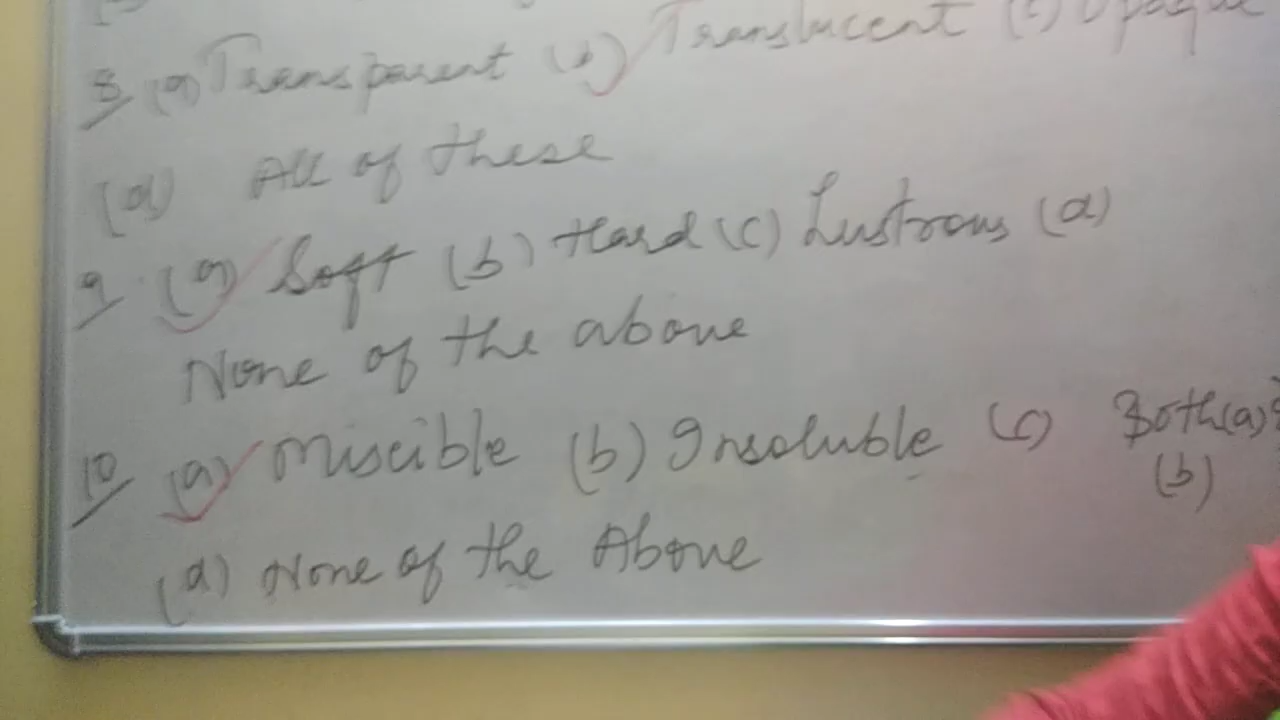 8 (a) Transparent (b) Translucent (c) Opaque
(d) All of these
9 (a) Soft (b) Hard (c) Lustrous (d)
None of the above
10 (a) Miscible (b) Insoluble (c) Both (a) &
(b)
(d) None of the Above